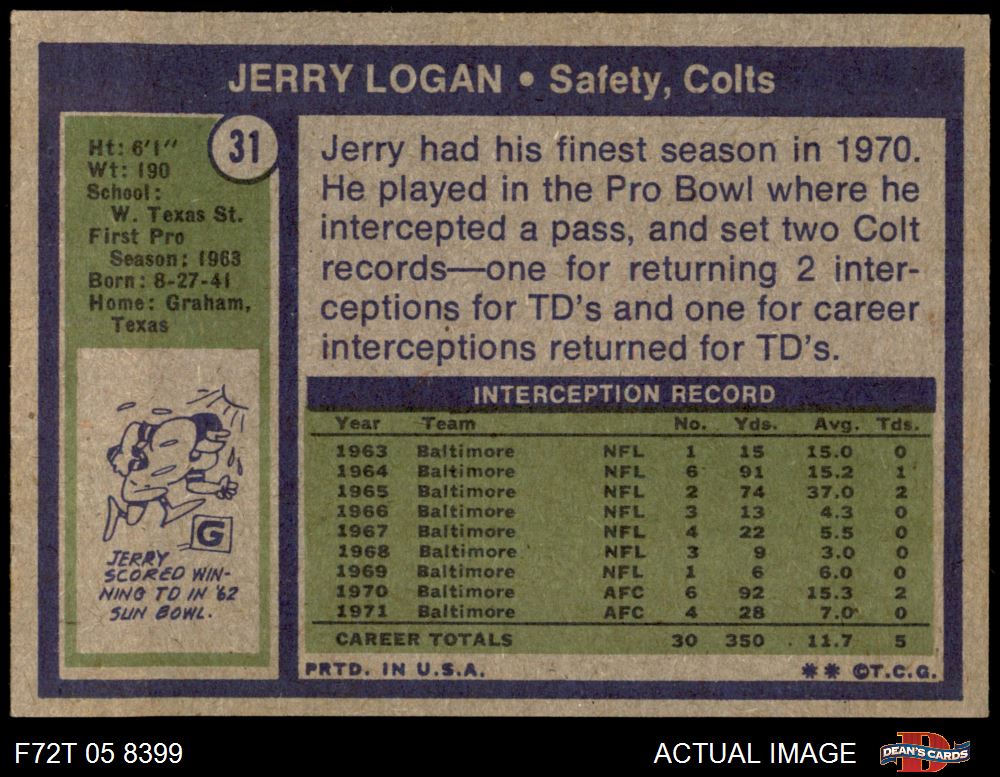 JERRY LOGAN • Safety, Colts
31
Ht: 6'1"
Wt: 190
School:
W. Texas St.
First Pro
Season: 1963
Born: 8-27-41
Home: Graham,
Texas
G
JERRY
SCORED WIN-
NING TD IN '62
SUN BOWL.
Jerry had his finest season in 1970.
He played in the Pro Bowl where he
intercepted a pass, and set two Colt
records—one for returning 2 inter-
ceptions for TD's and one for career
interceptions returned for TD's.
INTERCEPTION RECORD
Year Team No. Yds. Avg. Tds.
1963 Baltimore NFL 1 15 15.0 0
1964 Baltimore NFL 6 91 15.2 1
1965 Baltimore NFL 2 74 37.0 2
1966 Baltimore NFL 3 13 4.3 0
1967 Baltimore NFL 4 22 5.5 0
1968 Baltimore NFL 3 9 3.0 0
1969 Baltimore NFL 1 6 6.0 0
1970 Baltimore AFC 6 92 15.3 2
1971 Baltimore AFC 4 28 7.0 0
CAREER TOTALS 30 350 11.7 5
PRTD. IN U.S.A. ** ©T.C.G.
F72T 05 8399 ACTUAL IMAGE DEAN'S CARDS